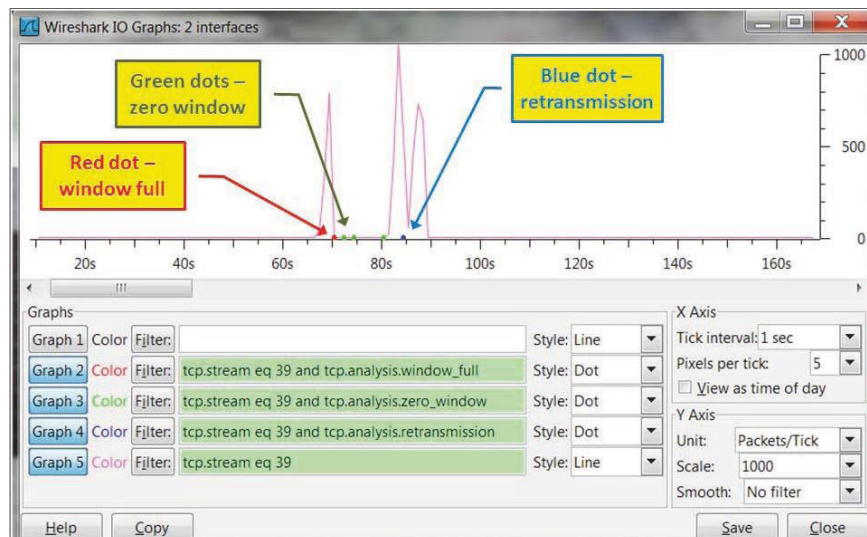 Wireshark IO Graphs: 2 interfaces
Green dots –
zero window
Blue dot –
retransmission
Red dot –
window full
1000
500
0
20s 40s 60s 80s 100s 120s 140s 160s
Graphs
Graph 1 Color Filter: Style: Line
Graph 2 Color Filter: tcp.stream eq 39 and tcp.analysis.window_full Style: Dot
Graph 3 Color Filter: tcp.stream eq 39 and tcp.analysis.zero_window Style: Dot
Graph 4 Color Filter: tcp.stream eq 39 and tcp.analysis.retransmission Style: Dot
Graph 5 Color Filter: tcp.stream eq 39 Style: Line
X Axis
Tick interval: 1 sec
Pixels per tick: 5
View as time of day
Y Axis
Unit: Packets/Tick
Scale: 1000
Smooth: No filter
Help Copy Save Close